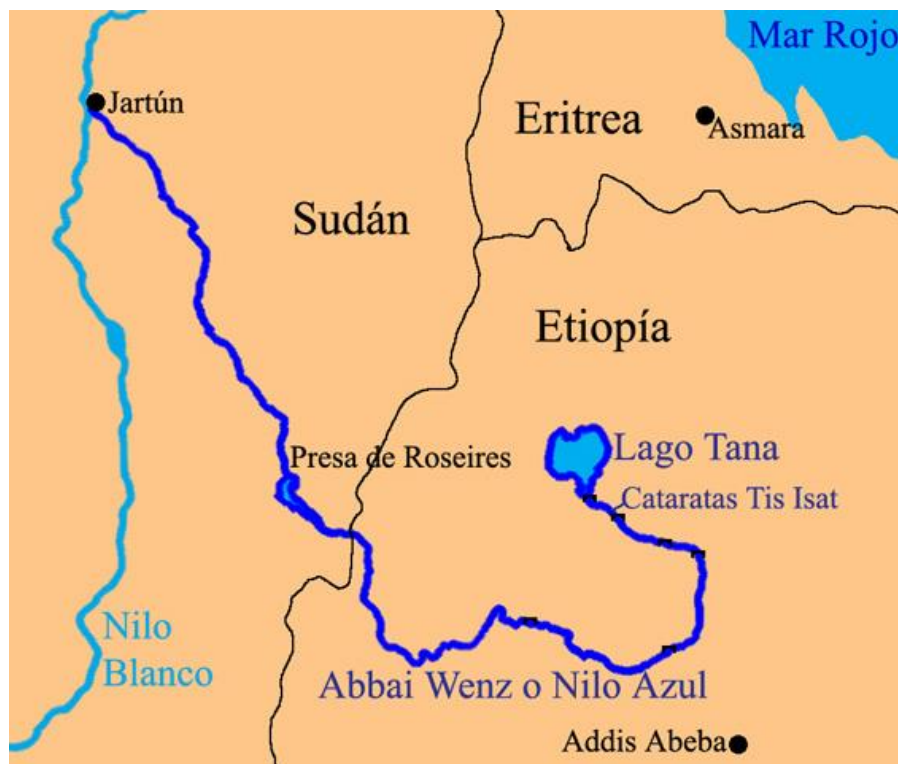 Mar Rojo
Jartún
Eritrea
Asmara
Sudán
Etiopía
Presa de Roseires
Lago Tana
Cataratas Tis Isat
Nilo
Blanco
Abbai Wenz o Nilo Azul
Addis Abeba